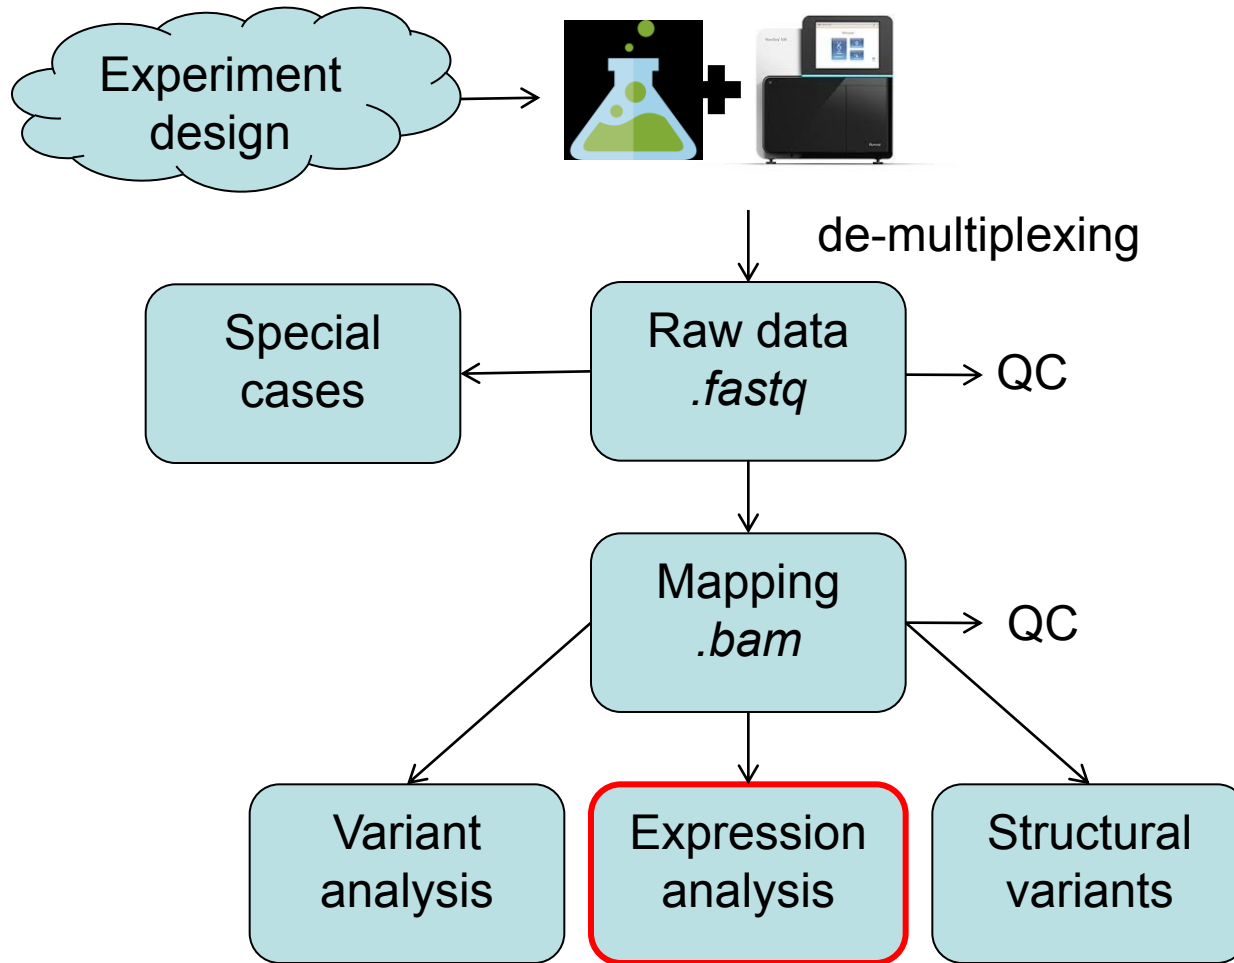 Experiment
design
de-multiplexing
Special
cases
Raw data
.fastq
QC
Mapping
.bam
QC
Variant
analysis
Expression
analysis
Structural
variants